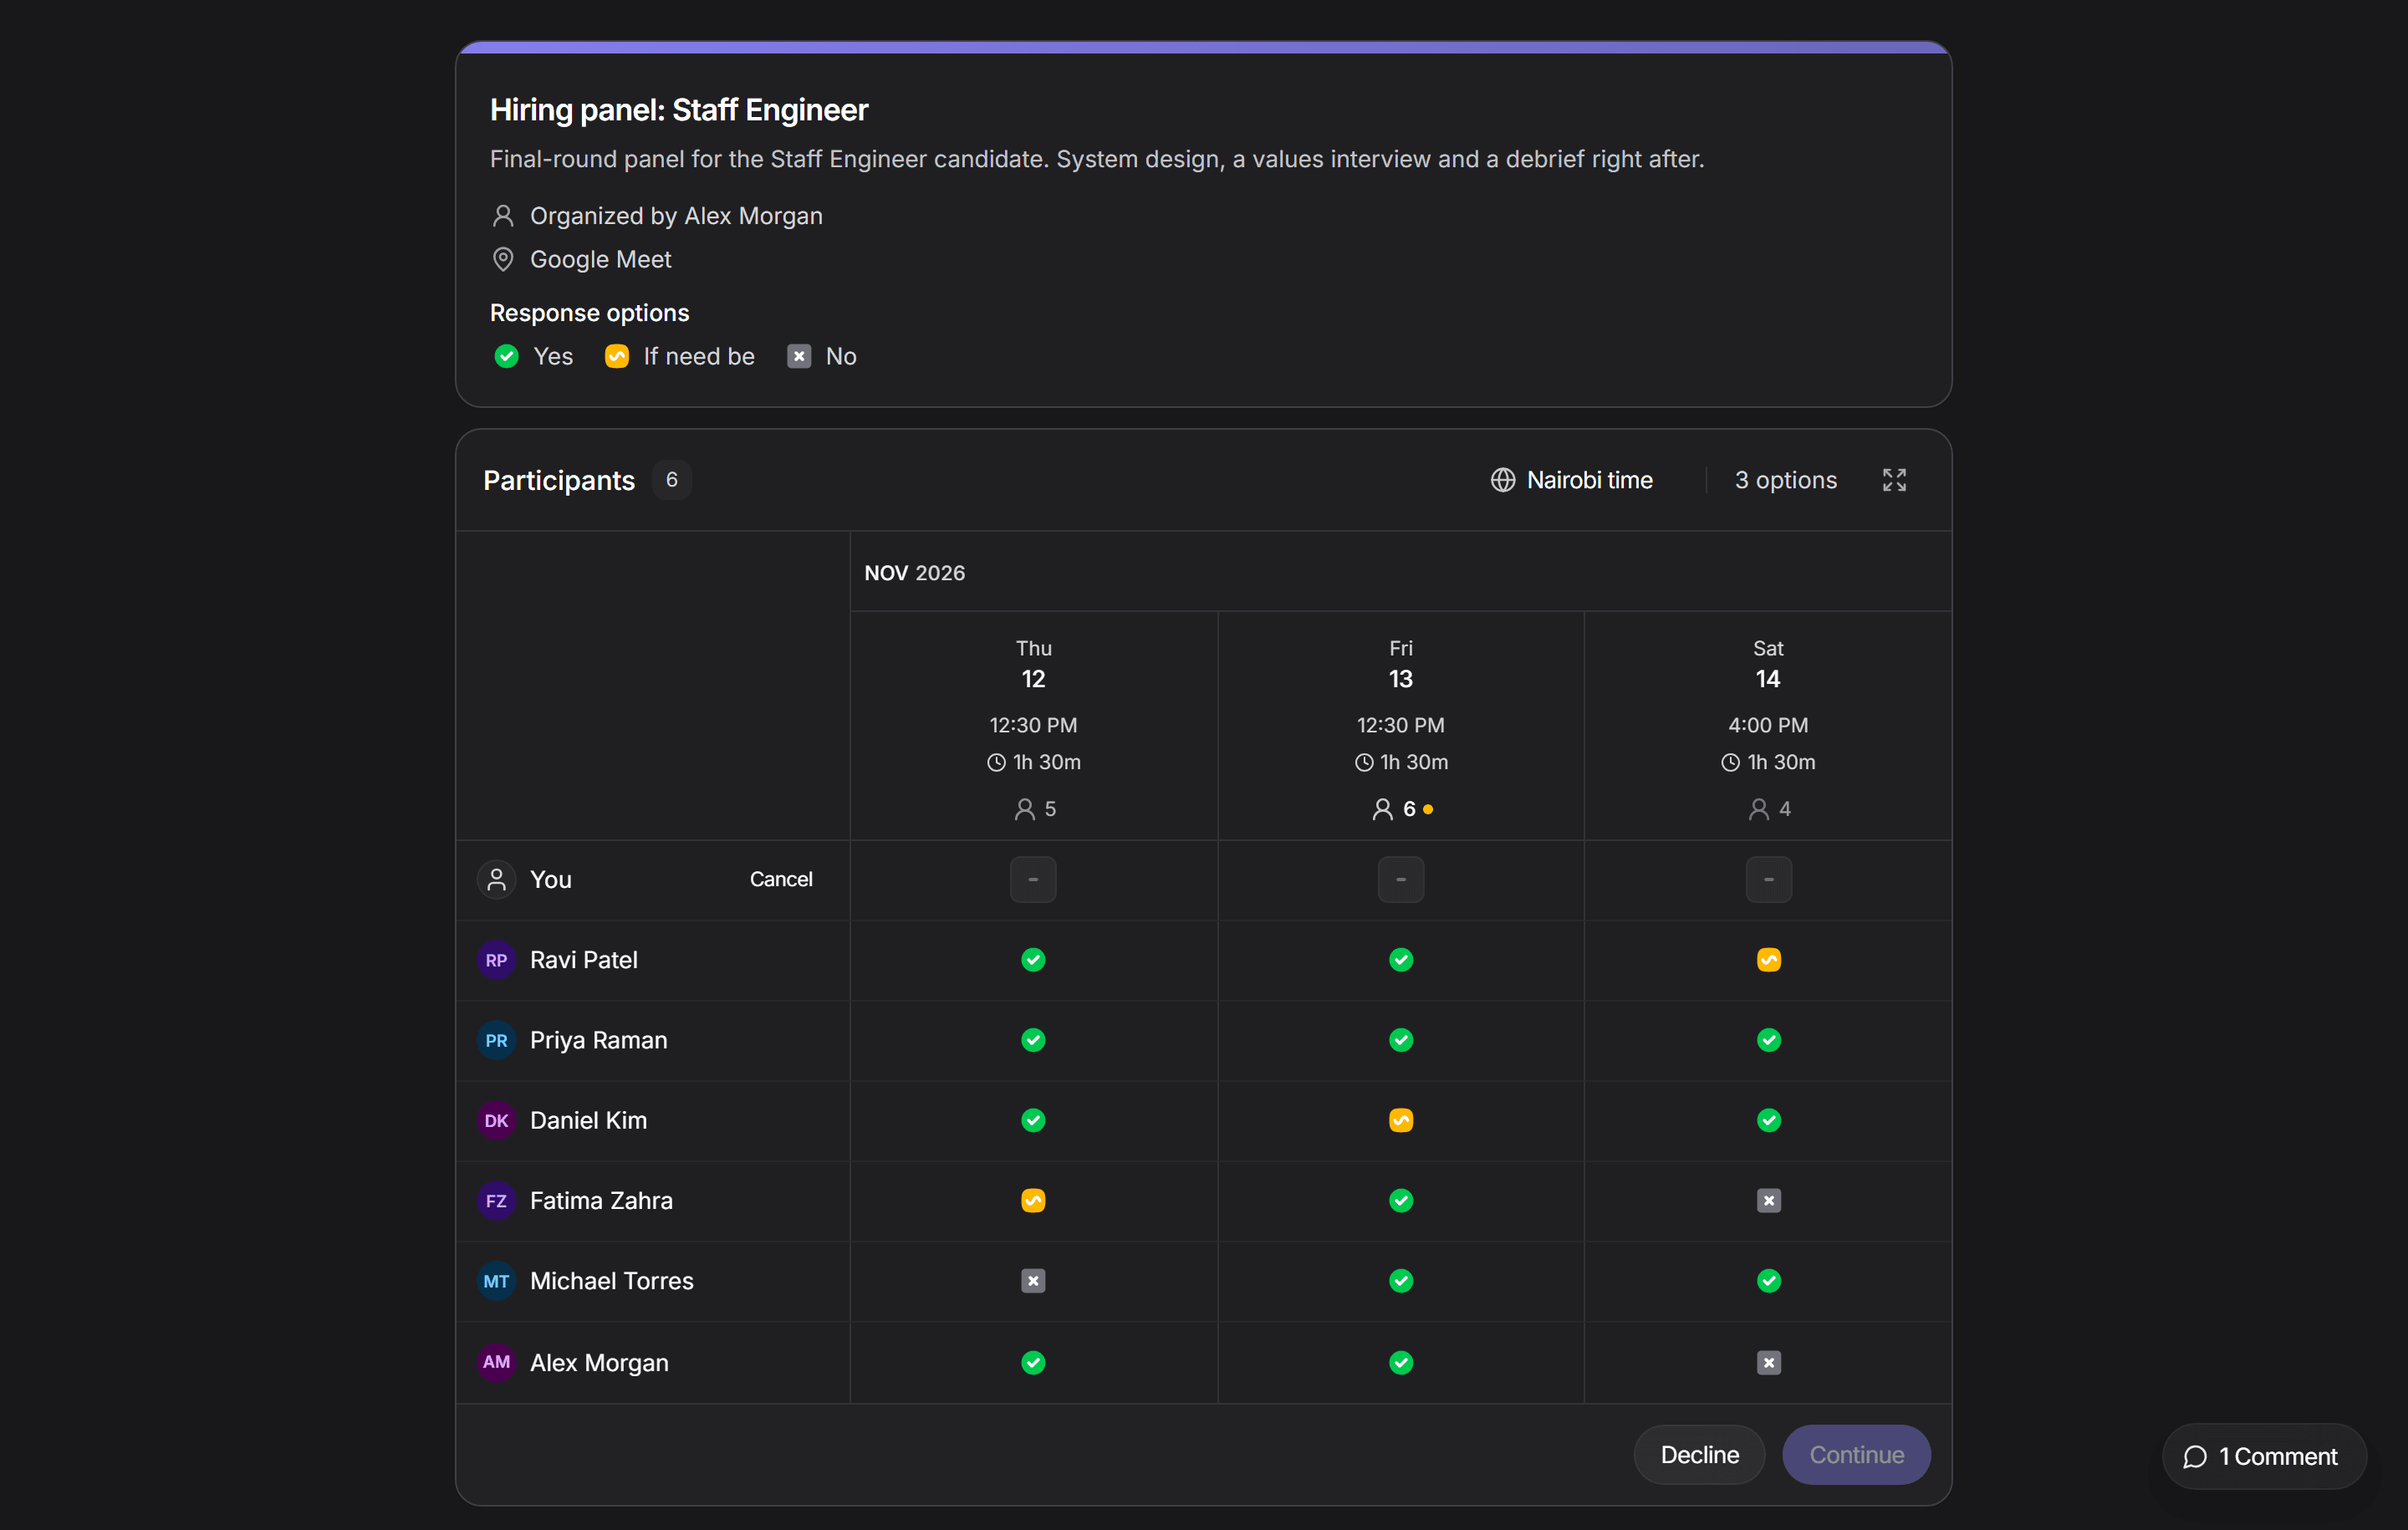 Hiring panel: Staff Engineer
Final-round panel for the Staff Engineer candidate. System design, a values interview and a debrief right after.
Organized by Alex Morgan
Google Meet
Response options
Yes If need be No
Participants 6 Nairobi time 3 options
NOV 2026
Thu Fri Sat
12 13 14
12:30 PM 12:30 PM 4:00 PM
1h 30m 1h 30m 1h 30m
5 6 4
You Cancel - - -
RP Ravi Patel
PR Priya Raman
DK Daniel Kim
FZ Fatima Zahra
MT Michael Torres
AM Alex Morgan
Decline Continue
1 Comment